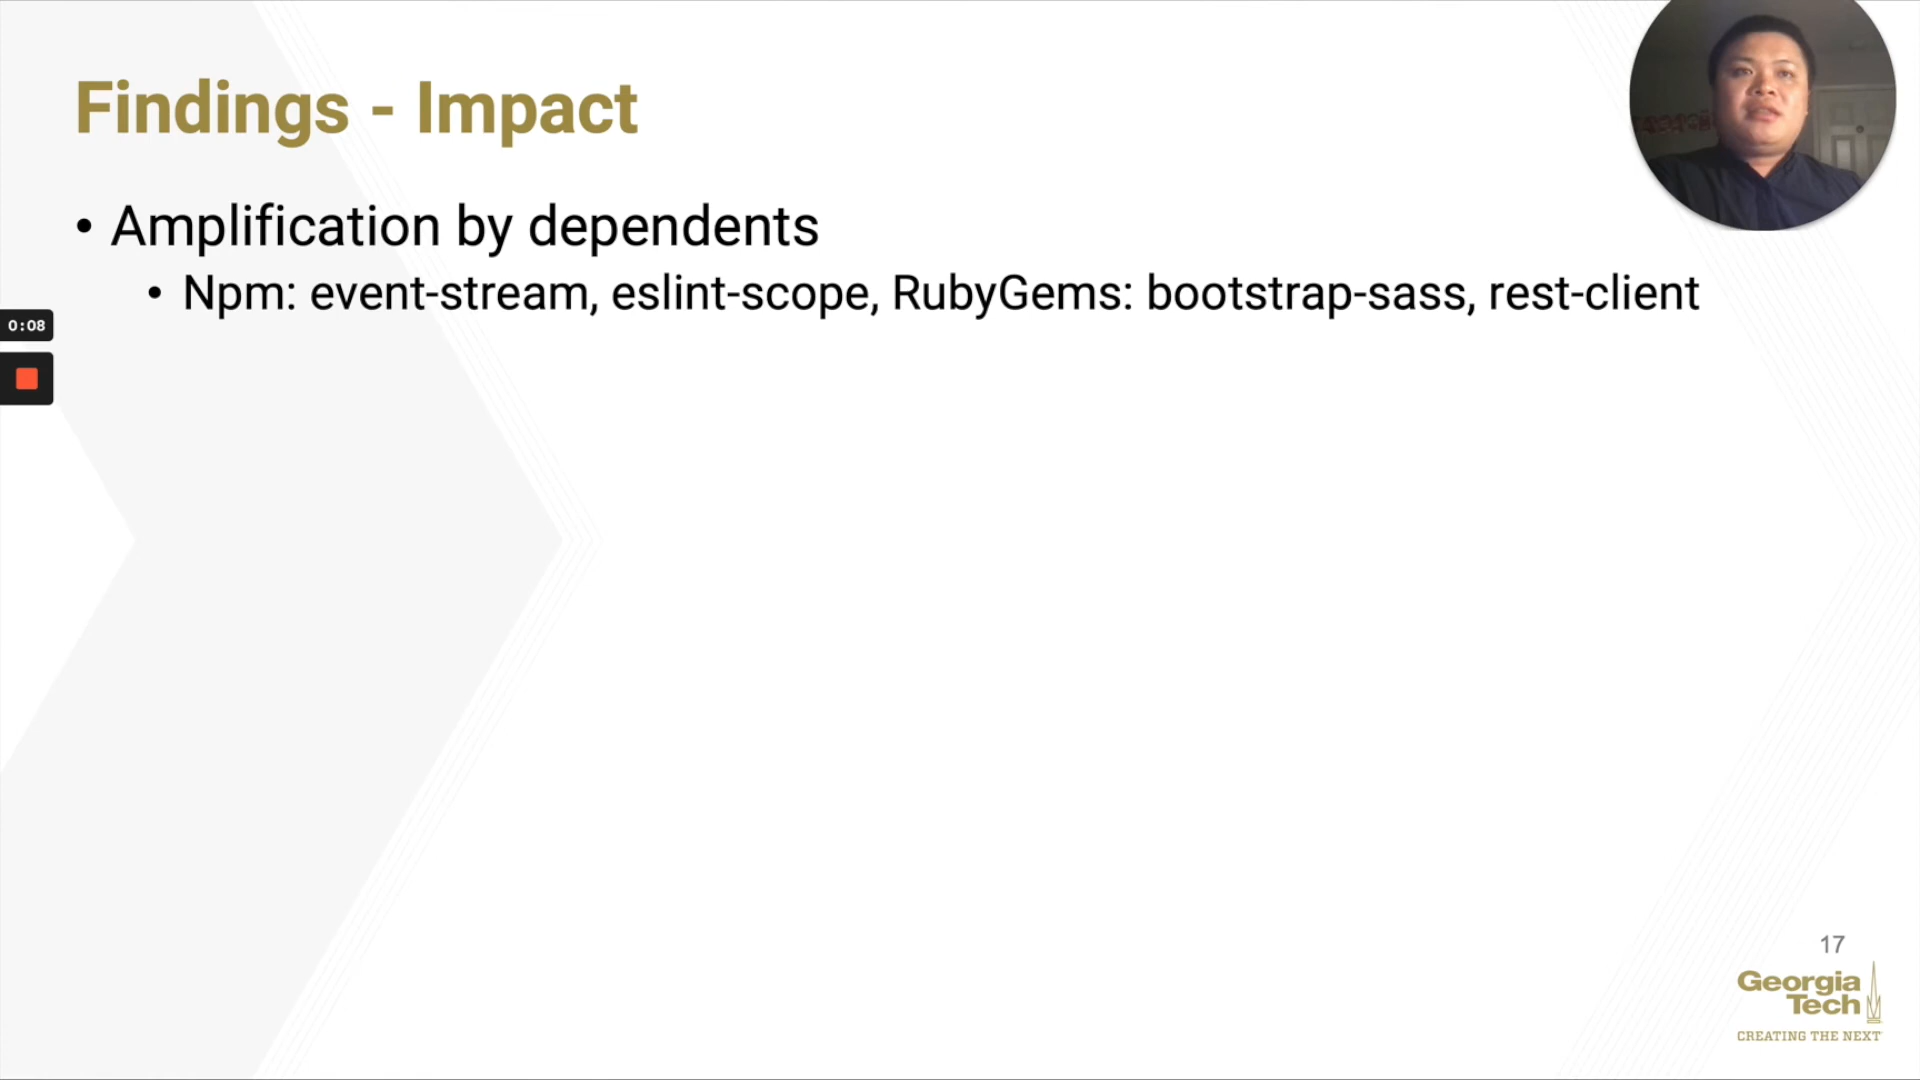 Findings - Impact
• Amplification by dependents
• Npm: event-stream, eslint-scope, RubyGems: bootstrap-sass, rest-client
0:08
17
Georgia
Tech
CREATING THE NEXT